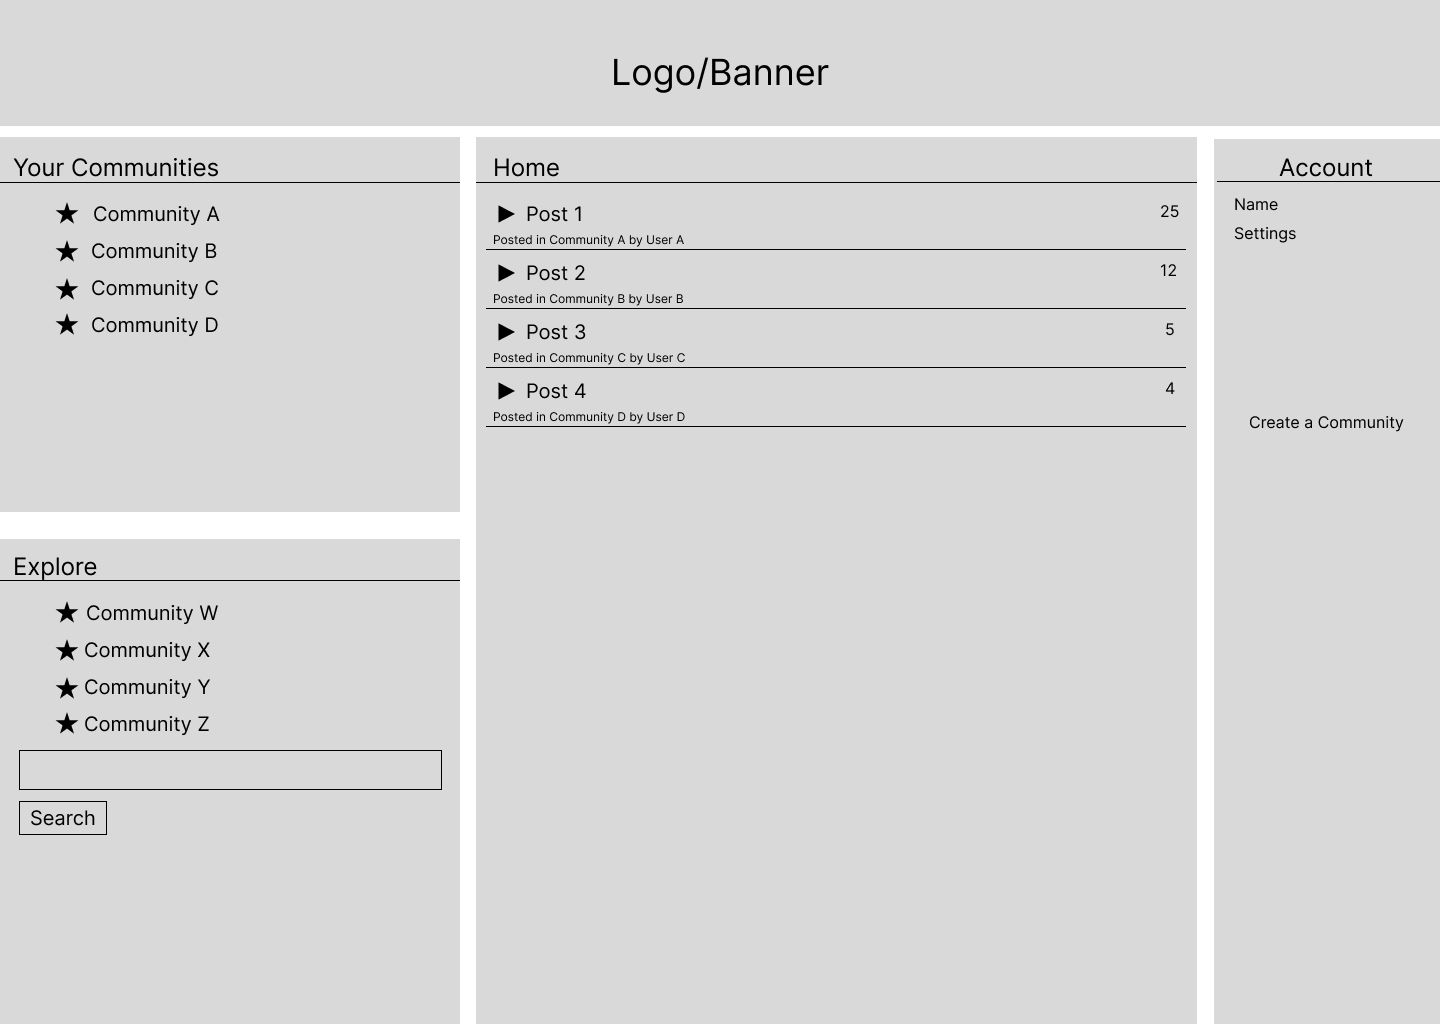 Logo/Banner
Your Communities
Community A
Community B
Community C
Community D
Explore
Community W
Community X
Community Y
Community Z
Search
Home
Post 1
25
Posted in Community A by User A
Post 2
12
Posted in Community B by User B
Post 3
5
Posted in Community C by User C
Post 4
4
Posted in Community D by User D
Account
Name
Settings
Create a Community